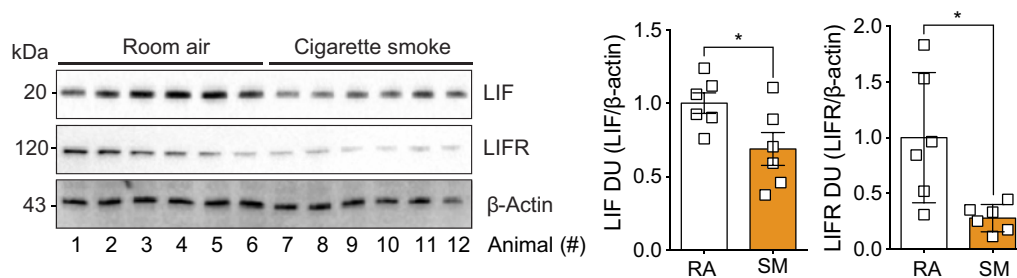 kDa
Room air
Cigarette smoke
20
LIF
120
LIFR
43
β-Actin
1 2 3 4 5 6 7 8 9 10 11 12 Animal (#)
LIF DU (LIF/β-actin)
1.5
1.0
0.5
0.0
*
RA SM
LIFR DU (LIFR/β-actin)
2.0
1.5
1.0
0.5
0.0
*
RA SM